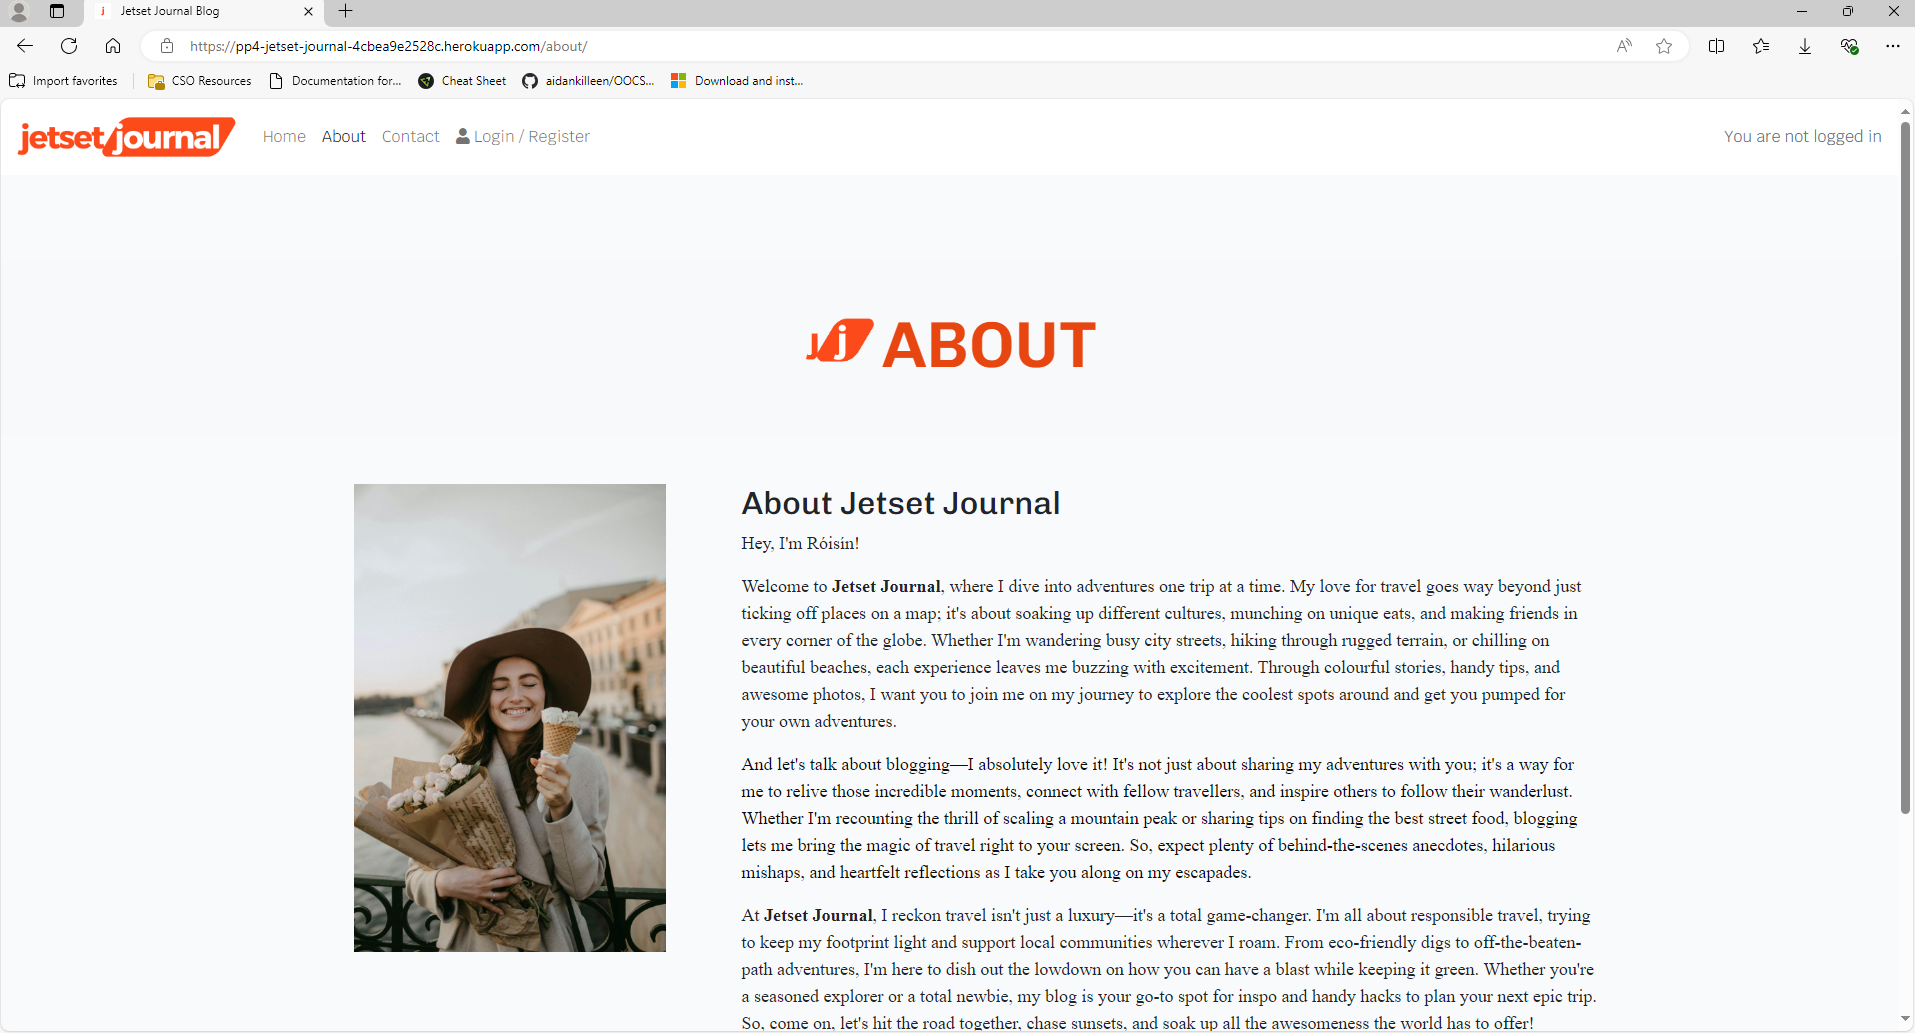 j Jetset Journal Blog
https://pp4-jetset-journal-4cbea9e2528c.herokuapp.com/about/
Import favorites CSO Resources Documentation for... Cheat Sheet aidankilleen/OOCS... Download and inst...
jetset journal Home About Contact Login / Register You are not logged in
Jj ABOUT
About Jetset Journal
Hey, I'm Róisín!
Welcome to Jetset Journal, where I dive into adventures one trip at a time. My love for travel goes way beyond just
ticking off places on a map; it's about soaking up different cultures, munching on unique eats, and making friends in
every corner of the globe. Whether I'm wandering busy city streets, hiking through rugged terrain, or chilling on
beautiful beaches, each experience leaves me buzzing with excitement. Through colourful stories, handy tips, and
awesome photos, I want you to join me on my journey to explore the coolest spots around and get you pumped for
your own adventures.
And let's talk about blogging—I absolutely love it! It's not just about sharing my adventures with you; it's a way for
me to relive those incredible moments, connect with fellow travellers, and inspire others to follow their wanderlust.
Whether I'm recounting the thrill of scaling a mountain peak or sharing tips on finding the best street food, blogging
lets me bring the magic of travel right to your screen. So, expect plenty of behind-the-scenes anecdotes, hilarious
mishaps, and heartfelt reflections as I take you along on my escapades.
At Jetset Journal, I reckon travel isn't just a luxury—it's a total game-changer. I'm all about responsible travel, trying
to keep my footprint light and support local communities wherever I roam. From eco-friendly digs to off-the-beaten-
path adventures, I'm here to dish out the lowdown on how you can have a blast while keeping it green. Whether you're
a seasoned explorer or a total newbie, my blog is your go-to spot for inspo and handy hacks to plan your next epic trip.
So, come on, let's hit the road together, chase sunsets, and soak up all the awesomeness the world has to offer!